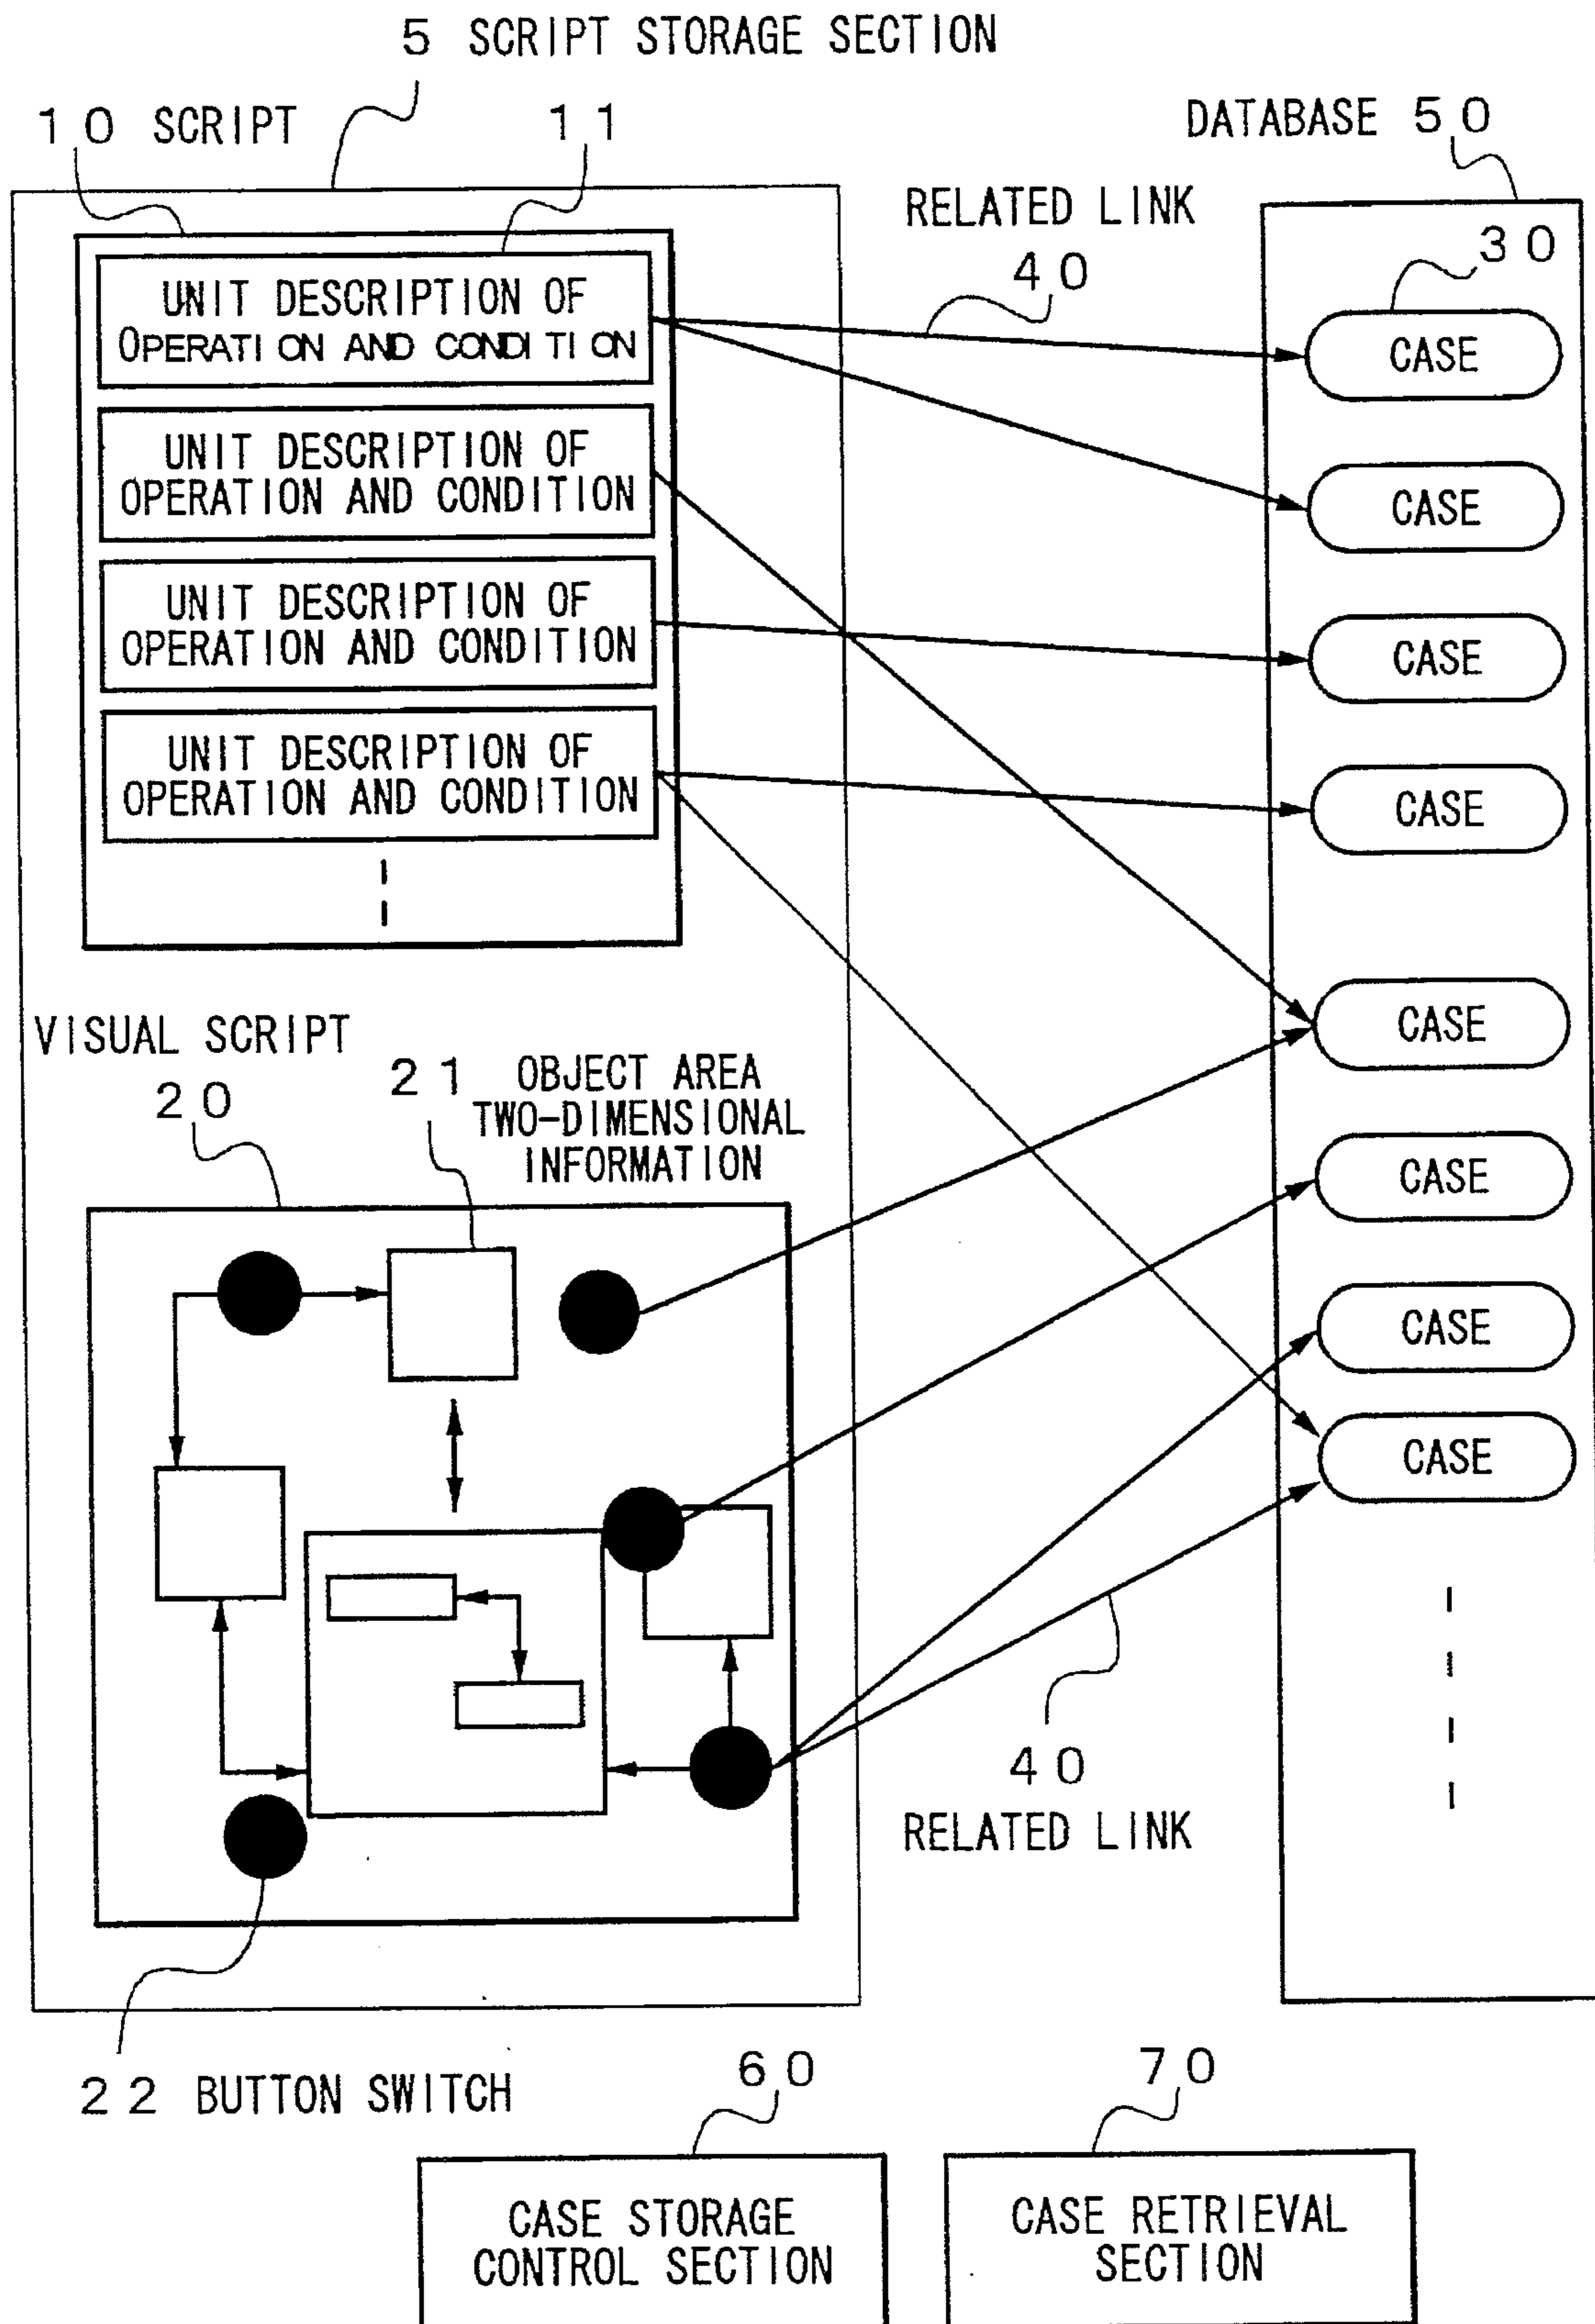 5 SCRIPT STORAGE SECTION
10 SCRIPT
11
DATABASE 50
RELATED LINK
40
30
UNIT DESCRIPTION OF
OPERATION AND CONDITION
UNIT DESCRIPTION OF
OPERATION AND CONDITION
UNIT DESCRIPTION OF
OPERATION AND CONDITION
UNIT DESCRIPTION OF
OPERATION AND CONDITION
CASE
CASE
CASE
CASE
CASE
CASE
CASE
CASE
VISUAL SCRIPT
20
21 OBJECT AREA
TWO-DIMENSIONAL
INFORMATION
40
RELATED LINK
22 BUTTON SWITCH
60
70
CASE STORAGE
CONTROL SECTION
CASE RETRIEVAL
SECTION